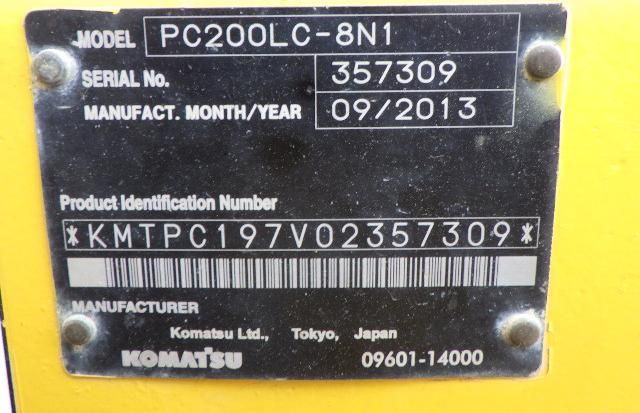 MODEL PC200LC-8N1
SERIAL No. 357309
MANUFACT. MONTH/YEAR 09/2013
Product Identification Number
*KMTPC197V02357309*
MANUFACTURER
Komatsu Ltd., Tokyo, Japan
KOMATSU 09601-14000